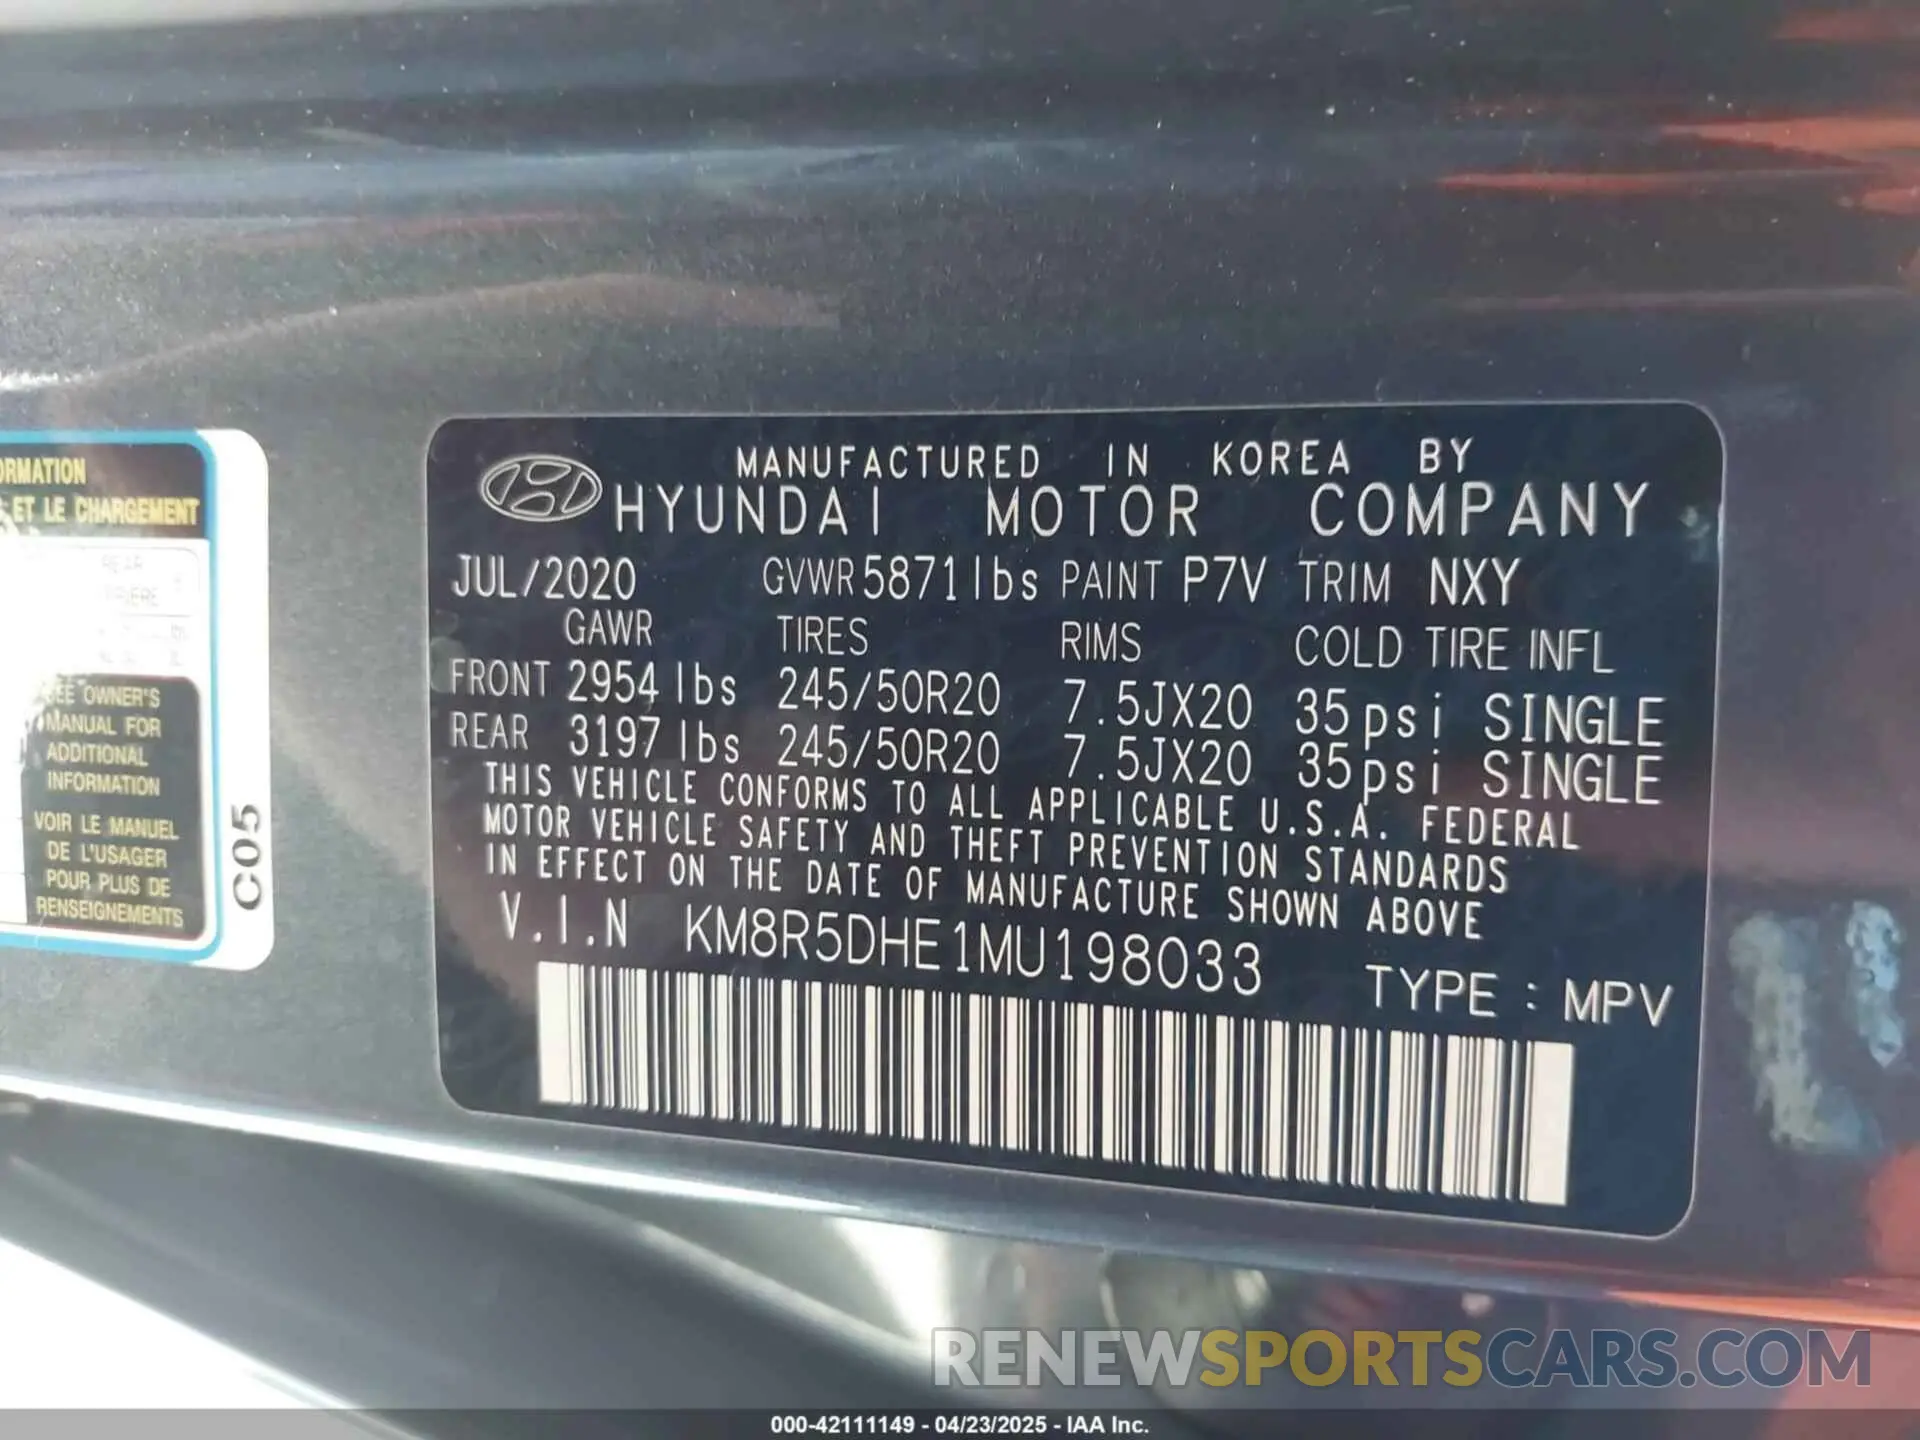 MANUFACTURED IN KOREA BY
HYUNDAI MOTOR COMPANY
JUL/2020 GVWR 5871lbs PAINT P7V TRIM NXY
GAWR TIRES RIMS COLD TIRE INFL
FRONT 2954 lbs 245/50R20 7.5JX20 35psi SINGLE
REAR 3197 lbs 245/50R20 7.5JX20 35psi SINGLE
THIS VEHICLE CONFORMS TO ALL APPLICABLE U.S.A. FEDERAL
MOTOR VEHICLE SAFETY AND THEFT PREVENTION STANDARDS
IN EFFECT ON THE DATE OF MANUFACTURE SHOWN ABOVE
V.I.N KM8R5DHE1MU198033
TYPE : MPV
ORMATION
ET LE CHARGEMENT
REAR
SEE OWNER'S
MANUAL FOR
ADDITIONAL
INFORMATION
VOIR LE MANUEL
DE L'USAGER
POUR PLUS DE
RENSEIGNEMENTS
C05
RENEWSPORTSCARS.COM
000-42111149 - 04/23/2025 - IAA Inc.